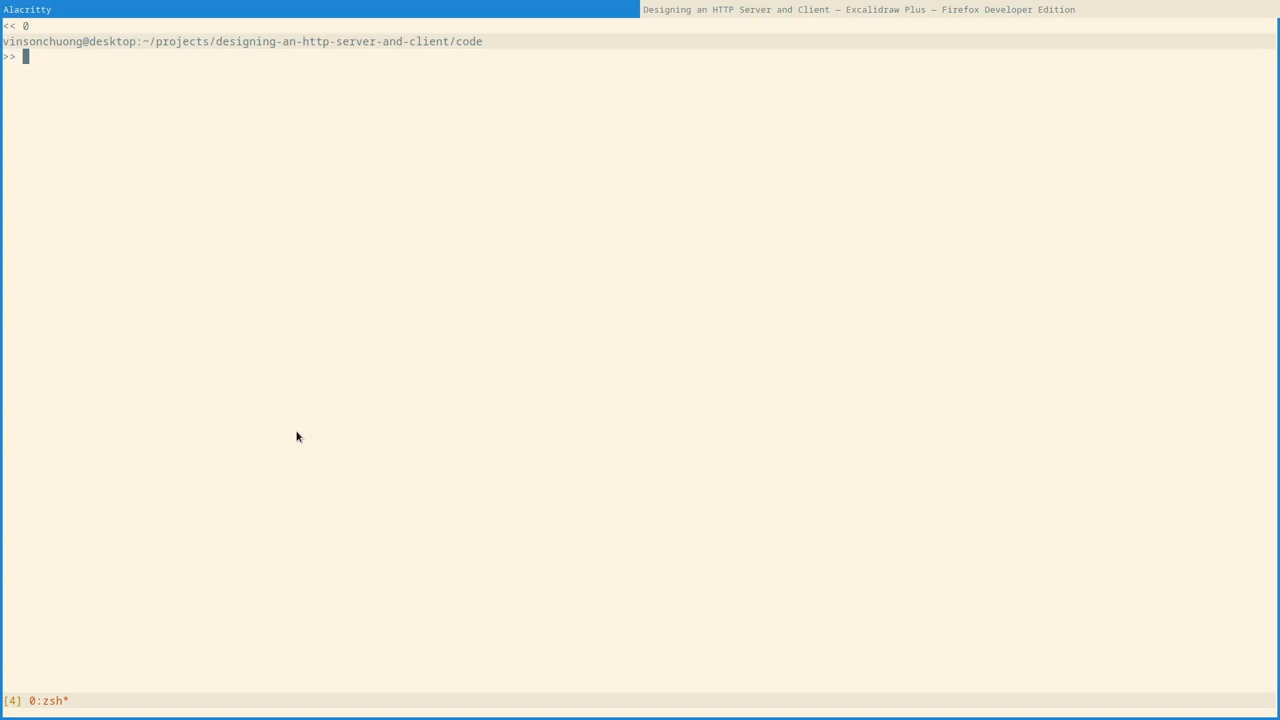 Alacritty
Designing an HTTP Server and Client — Excalidraw Plus — Firefox Developer Edition
<< 0
vinsonchuong@desktop:~/projects/designing-an-http-server-and-client/code
>>
[4] 0:zsh*